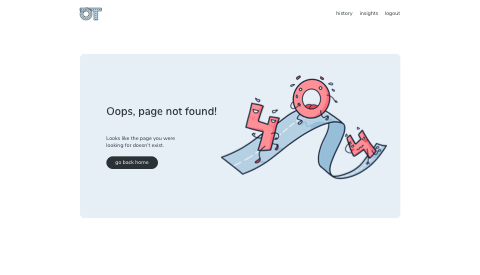 OT
history insights logout
Oops, page not found!
404
Looks like the page you were
looking for doesn't exist.
go back home